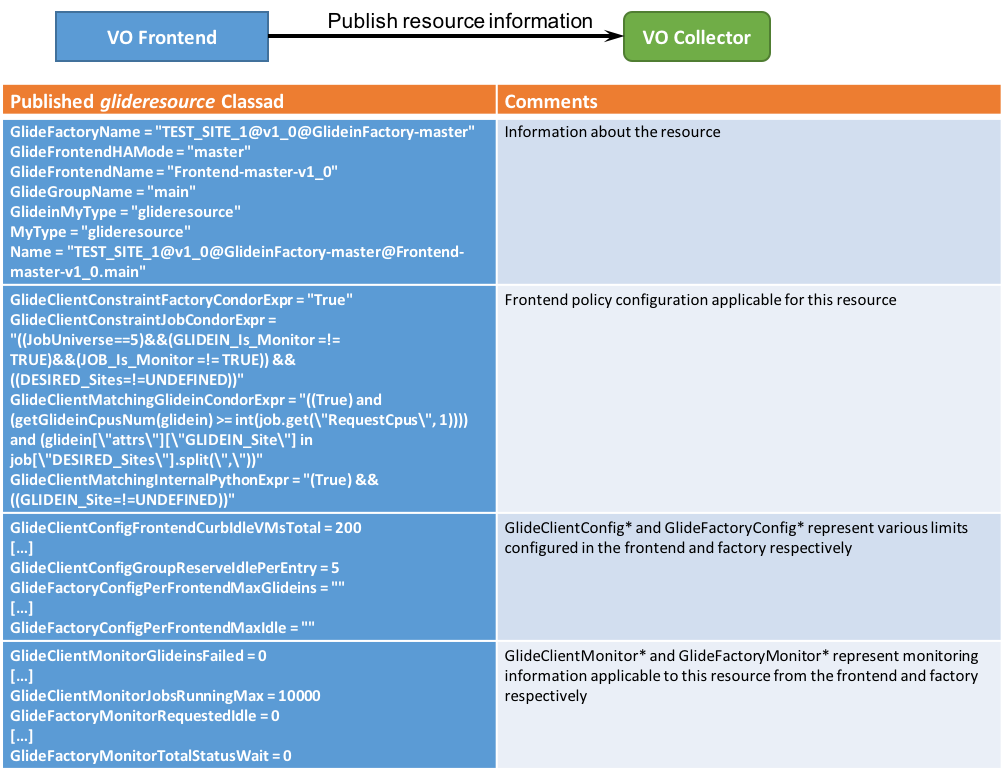 Publish resource information
VO Frontend
VO Collector
Published glideresource Classad
Comments
GlideFactoryName = "TEST_SITE_1@v1_0@GlideinFactory-master"
GlideFrontendHAMode = "master"
GlideFrontendName = "Frontend-master-v1_0"
GlideGroupName = "main"
GlideinMyType = "glideresource"
MyType = "glideresource"
Name = "TEST_SITE_1@v1_0@GlideinFactory-master@Frontend-
master-v1_0.main"
Information about the resource
GlideClientConstraintFactoryCondorExpr = "True"
GlideClientConstraintJobCondorExpr =
"((JobUniverse==5)&&(GLIDEIN_Is_Monitor =!=
TRUE)&&(JOB_Is_Monitor =!= TRUE)) &&
((DESIRED_Sites=!=UNDEFINED))"
GlideClientMatchingGlideinCondorExpr = "((True) and
(getGlideinCpusNum(glidein) >= int(job.get(\"RequestCpus\", 1))))
and (glidein[\"attrs\"][\"GLIDEIN_Site\"] in
job[\"DESIRED_Sites\"].split(\",\"))"
GlideClientMatchingInternalPythonExpr = "(True) &&
((GLIDEIN_Site=!=UNDEFINED))"
Frontend policy configuration applicable for this resource
GlideClientConfigFrontendCurbIdleVMsTotal = 200
[...]
GlideClientConfigGroupReserveIdlePerEntry = 5
GlideFactoryConfigPerFrontendMaxGlideins = ""
[...]
GlideFactoryConfigPerFrontendMaxIdle = ""
GlideClientConfig* and GlideFactoryConfig* represent various limits
configured in the frontend and factory respectively
GlideClientMonitorGlideinsFailed = 0
[...]
GlideClientMonitorJobsRunningMax = 10000
GlideFactoryMonitorRequestedIdle = 0
[...]
GlideFactoryMonitorTotalStatusWait = 0
GlideClientMonitor* and GlideFactoryMonitor* represent monitoring
information applicable to this resource from the frontend and factory
respectively